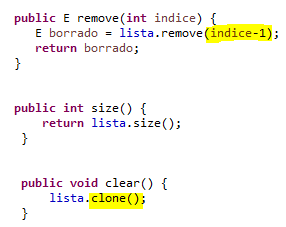 public E remove(int indice) {
E borrado = lista.remove(indice-1);
return borrado;
}
public int size() {
return lista.size();
}
public void clear() {
lista.clone();
}